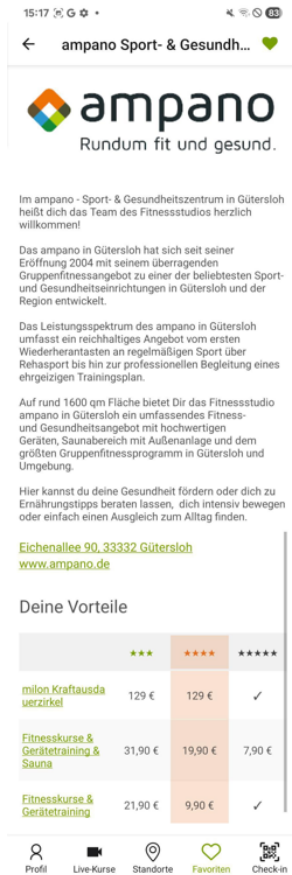 15:17 G
83
ampano Sport- & Gesundh...
ampano
Rundum fit und gesund.
Im ampano - Sport- & Gesundheitszentrum in Gütersloh
heißt dich das Team des Fitnessstudios herzlich
willkommen!
Das ampano in Gütersloh hat sich seit seiner
Eröffnung 2004 mit seinem überragenden
Gruppenfitnessangebot zu einer der beliebtesten Sport-
und Gesundheitseinrichtungen in Gütersloh und der
Region entwickelt.
Das Leistungsspektrum des ampano in Gütersloh
umfasst ein reichhaltiges Angebot vom ersten
Wiederherantasten an regelmäßigen Sport über
Rehasport bis hin zur professionellen Begleitung eines
ehrgeizigen Trainingsplan.
Auf rund 1600 qm Fläche bietet Dir das Fitnessstudio
ampano in Gütersloh ein umfassendes Fitness-
und Gesundheitsangebot mit hochwertigen
Geräten, Saunabereich mit Außenanlage und dem
größten Gruppenfitnessprogramm in Gütersloh und
Umgebung.
Hier kannst du deine Gesundheit fördern oder dich zu
Ernährungstipps beraten lassen, dich intensiv bewegen
oder einfach einen Ausgleich zum Alltag finden.
Eichenallee 90, 33332 Gütersloh
www.ampano.de
Deine Vorteile
★★★ ★★★★ ★★★★★
milon Kraftausda
uerzirkel
129 € 129 € ✓
Fitnesskurse &
Gerätetraining &
Sauna
31,90 € 19,90 € 7,90 €
Fitnesskurse &
Gerätetraining
21,90 € 9,90 € ✓
Profil Live-Kurse Standorte Favoriten Check-in